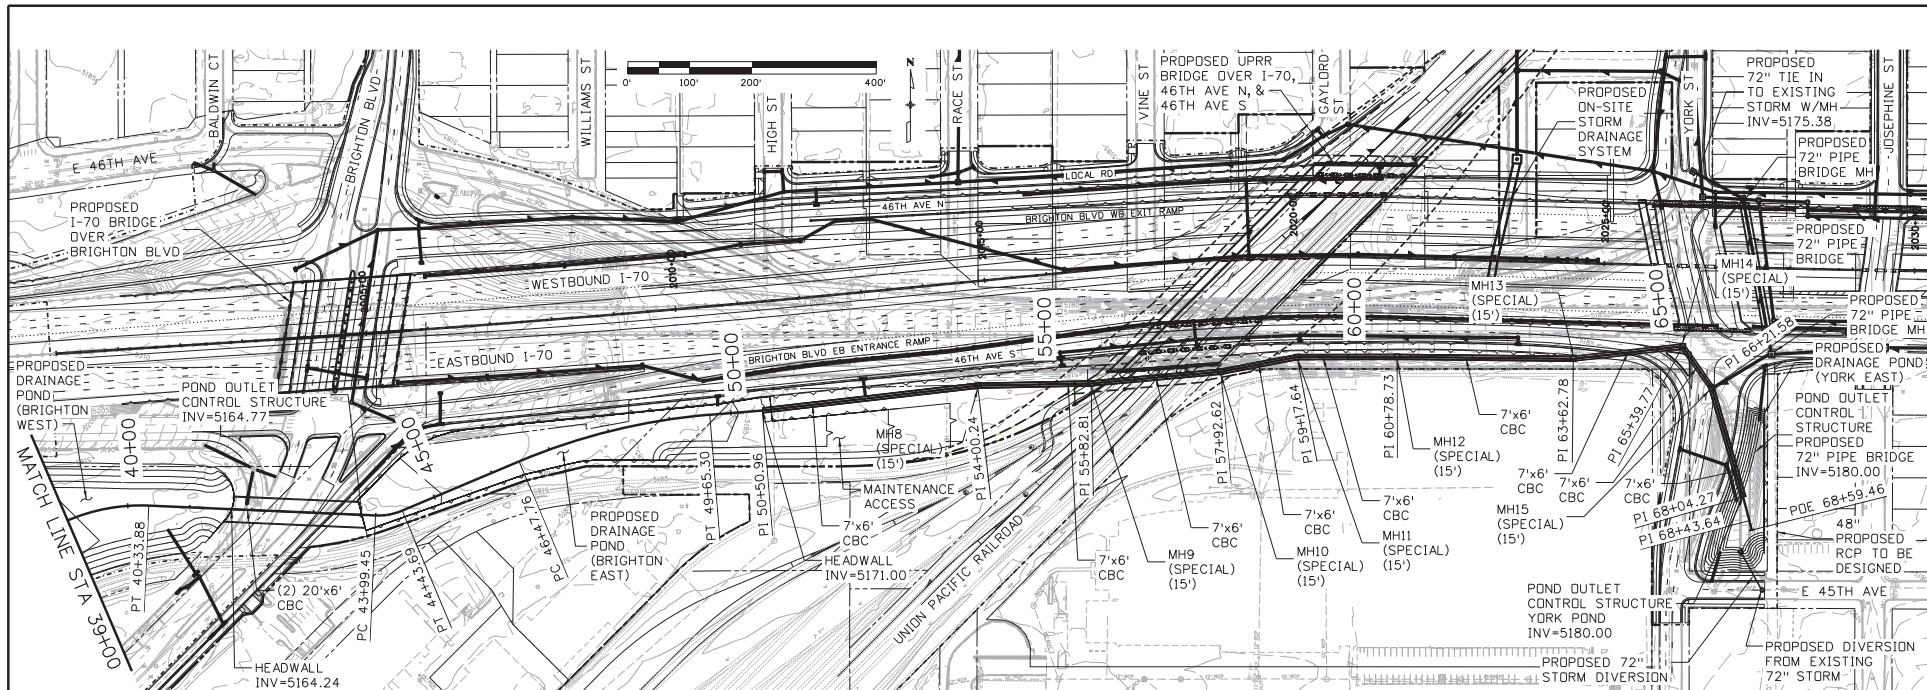 BALDWIN CT
BRIGHTON BLVD
WILLIAMS ST
0'
100'
200'
400'
HIGH ST
N
RACE ST
VINE ST
PROPOSED UPRR
BRIDGE OVER I-70,
46TH AVE N, &
46TH AVE S
GAYLORD
ST
PROPOSED
ON-SITE
STORM
DRAINAGE
SYSTEM
YORK ST
PROPOSED
72" TIE IN
TO EXISTING
STORM W/MH
INV=5175.38
JOSEPHINE ST
PROPOSED
72" PIPE
BRIDGE MH
E 46TH AVE
LOCAL RD
46TH AVE N
BRIGHTON BLVD WB EXIT RAMP
PROPOSED
I-70 BRIDGE
OVER
BRIGHTON BLVD
2005+00
2010+00
2015+00
2020+00
2025+00
2030+00
PROPOSED
72" PIPE
BRIDGE
MH14
(SPECIAL)
(15')
WESTBOUND I-70
MH13
(SPECIAL)
(15')
PROPOSED
72" PIPE
BRIDGE MH
EASTBOUND I-70
BRIGHTON BLVD EB ENTRANCE RAMP
46TH AVE S
50+00
55+00
60+00
65+00
PI 66+21.58
PROPOSED
DRAINAGE
POND
(BRIGHTON
WEST)
POND OUTLET
CONTROL STRUCTURE
INV=5164.77
PROPOSED
DRAINAGE POND
(YORK EAST)
POND OUTLET
CONTROL
STRUCTURE
PROPOSED
72" PIPE BRIDGE
INV=5180.00
40+00
45+00
MATCH LINE STA 39+00
PT 40+33.88
PC 43+99.45
PT 44+43.69
PC 46+47.76
PT 49+65.30
PI 50+50.96
MH8
(SPECIAL)
(15')
PI 54+00.24
PI 55+82.81
PI 57+92.62
PI 59+17.64
PI 60+78.73
MH12
(SPECIAL)
(15')
7'x6'
CBC
PI 63+62.78
PI 65+39.77
7'x6'
CBC
7'x6'
CBC
7'x6'
CBC
MAINTENANCE
ACCESS
7'x6'
CBC
HEADWALL
INV=5171.00
PROPOSED
DRAINAGE
POND
(BRIGHTON
EAST)
UNION PACIFIC RAILROAD
7'x6'
CBC
MH9
(SPECIAL)
(15')
7'x6'
CBC
MH10
(SPECIAL)
(15')
7'x6'
CBC
7'x6'
CBC
MH11
(SPECIAL)
(15')
MH15
(SPECIAL)
(15')
PI 68+04.27
PI 68+43.64
POE 68+59.46
48"
PROPOSED
RCP TO BE
DESIGNED
(2) 20'x6'
CBC
HEADWALL
INV=5164.24
POND OUTLET
CONTROL STRUCTURE
YORK POND
INV=5180.00
E 45TH AVE
PROPOSED 72"
STORM DIVERSION
PROPOSED DIVERSION
FROM EXISTING
72" STORM